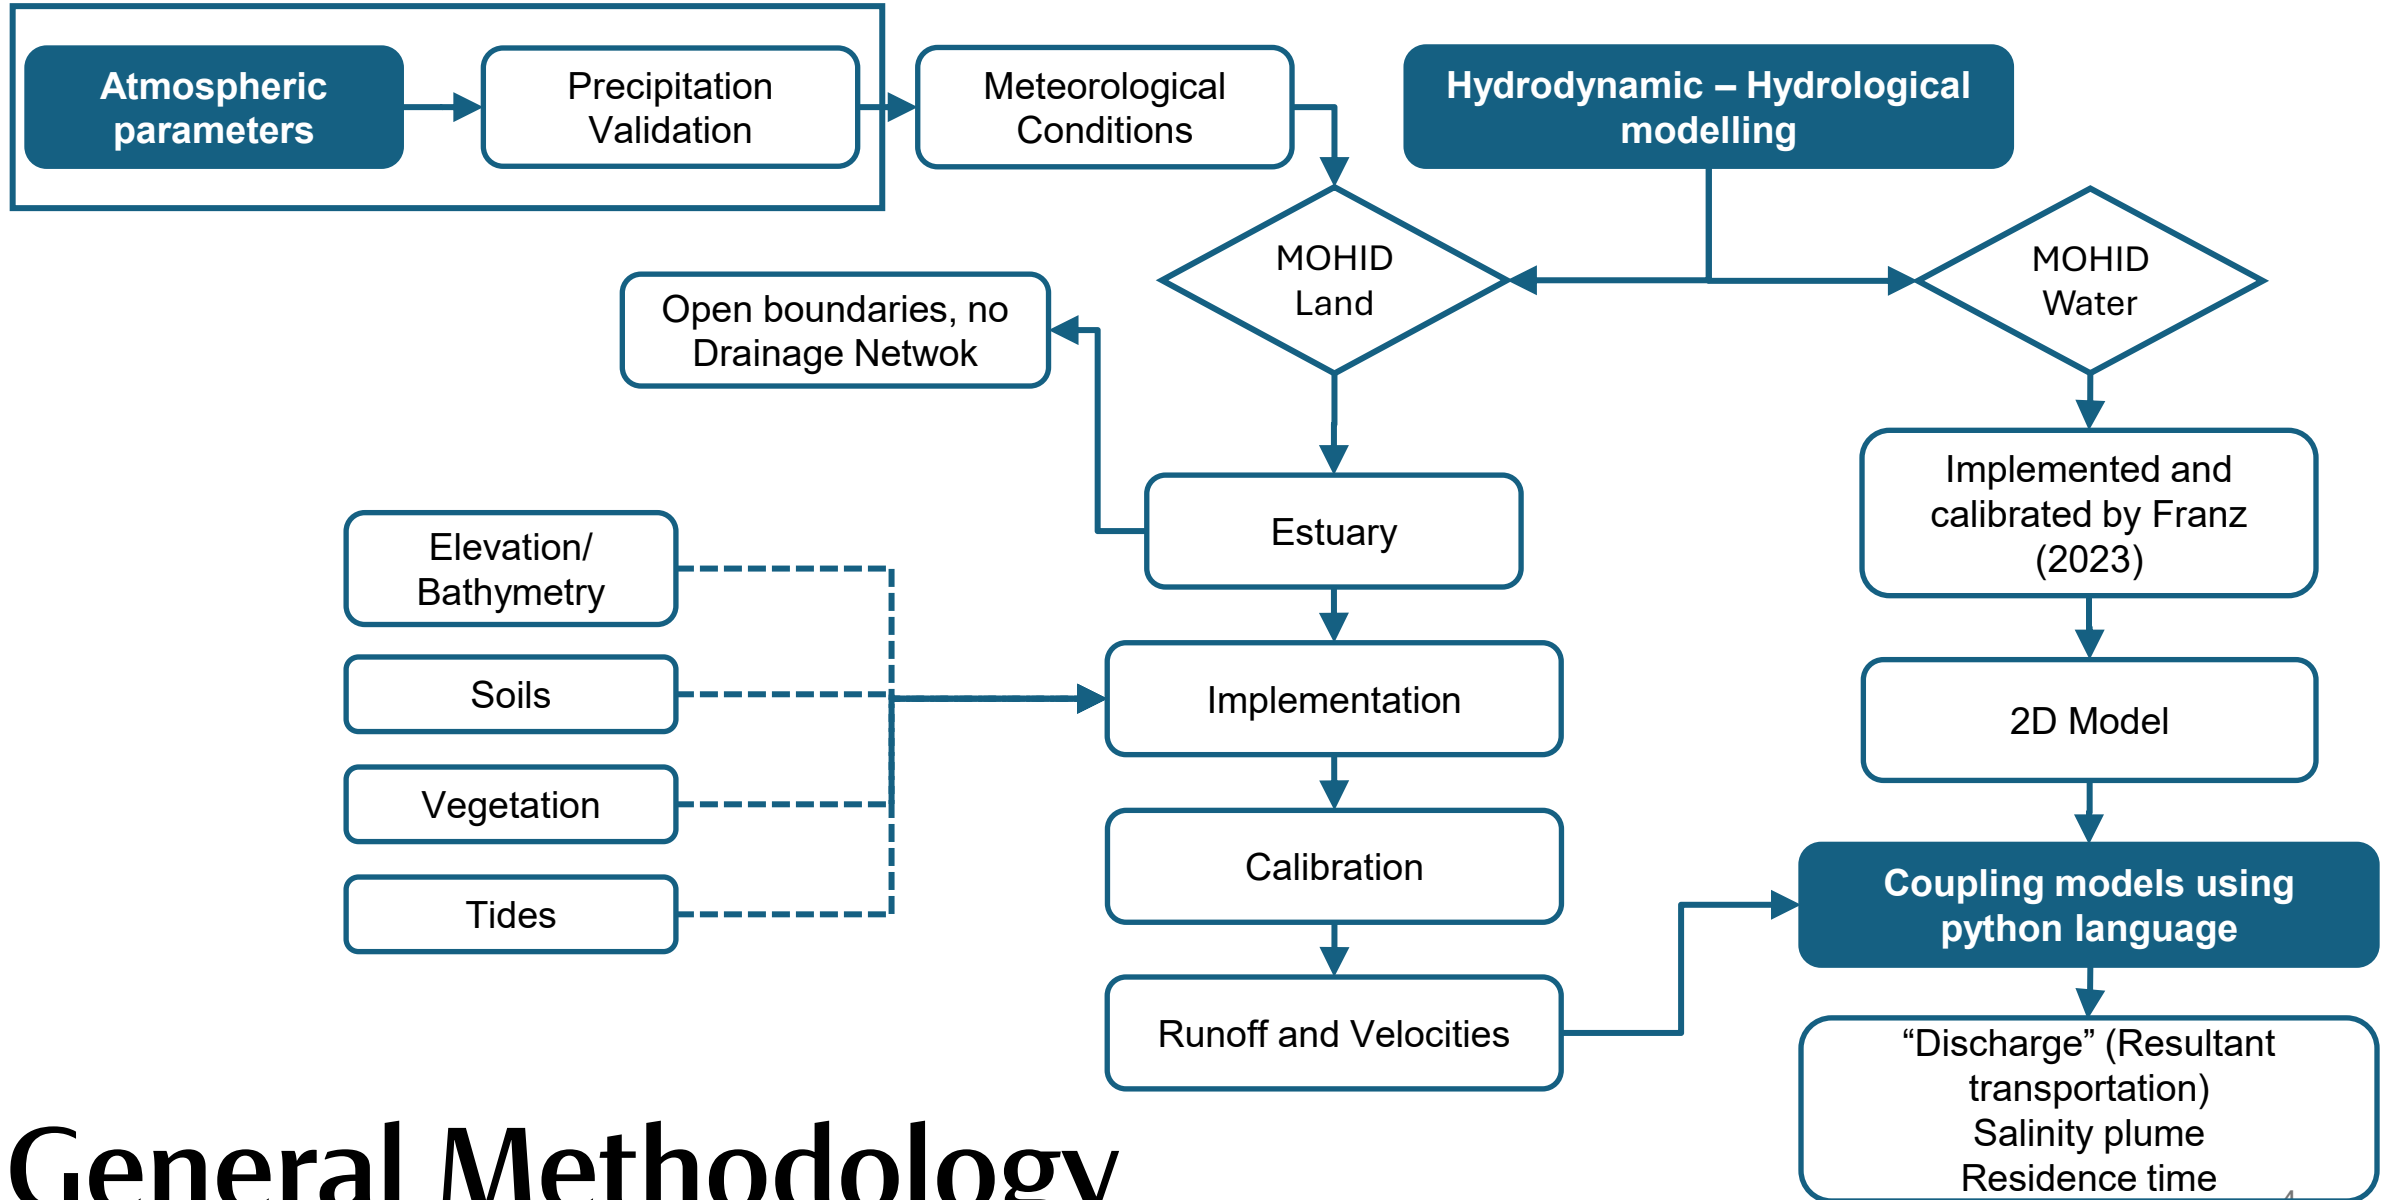 Atmospheric
parameters
Precipitation
Validation
Meteorological
Conditions
Hydrodynamic – Hydrological
modelling
MOHID
Land
MOHID
Water
Open boundaries, no
Drainage Netwok
Implemented and
calibrated by Franz
(2023)
Estuary
Elevation/
Bathymetry
Soils
Vegetation
Tides
Implementation
2D Model
Calibration
Coupling models using
python language
Runoff and Velocities
“Discharge” (Resultant
transportation)
Salinity plume
Residence time
General Methodology
4